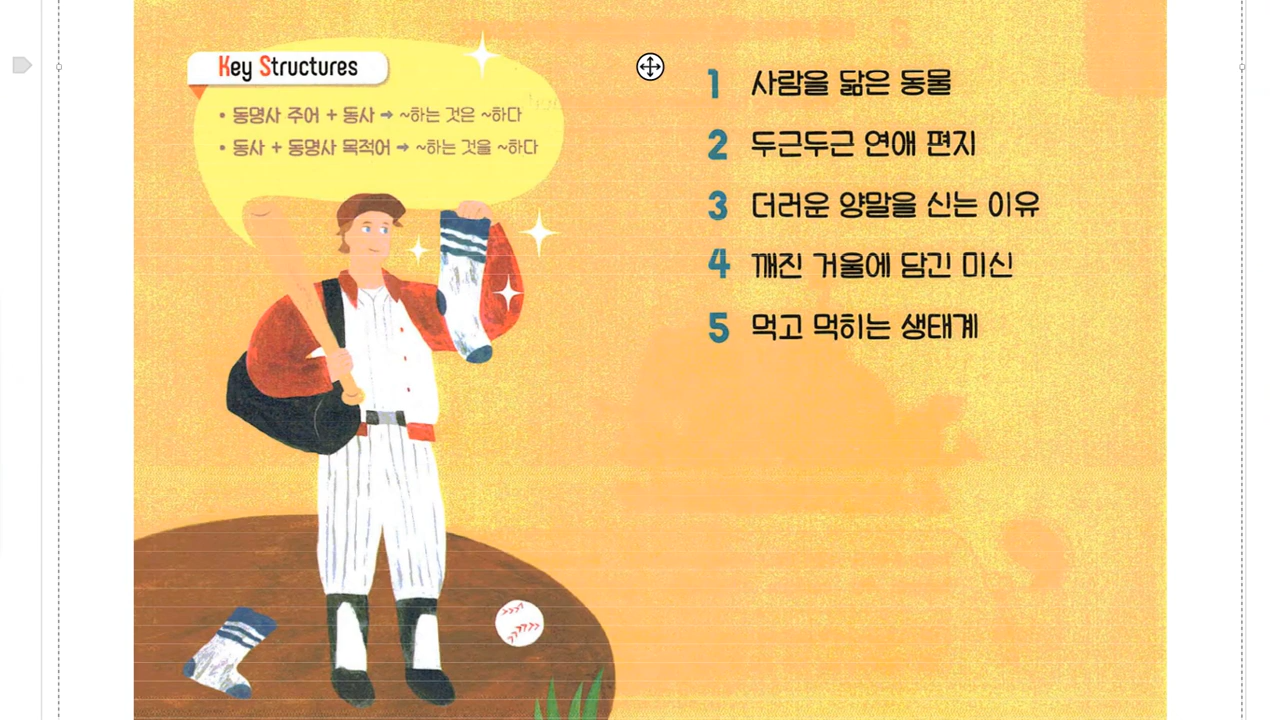 Key Structures
• 동명사 주어 + 동사 ➡ ~하는 것은 ~하다
• 동사 + 동명사 목적어 ➡ ~하는 것을 ~하다
1 사람을 닮은 동물
2 두근두근 연애 편지
3 더러운 양말을 신는 이유
4 깨진 거울에 담긴 미신
5 먹고 먹히는 생태계